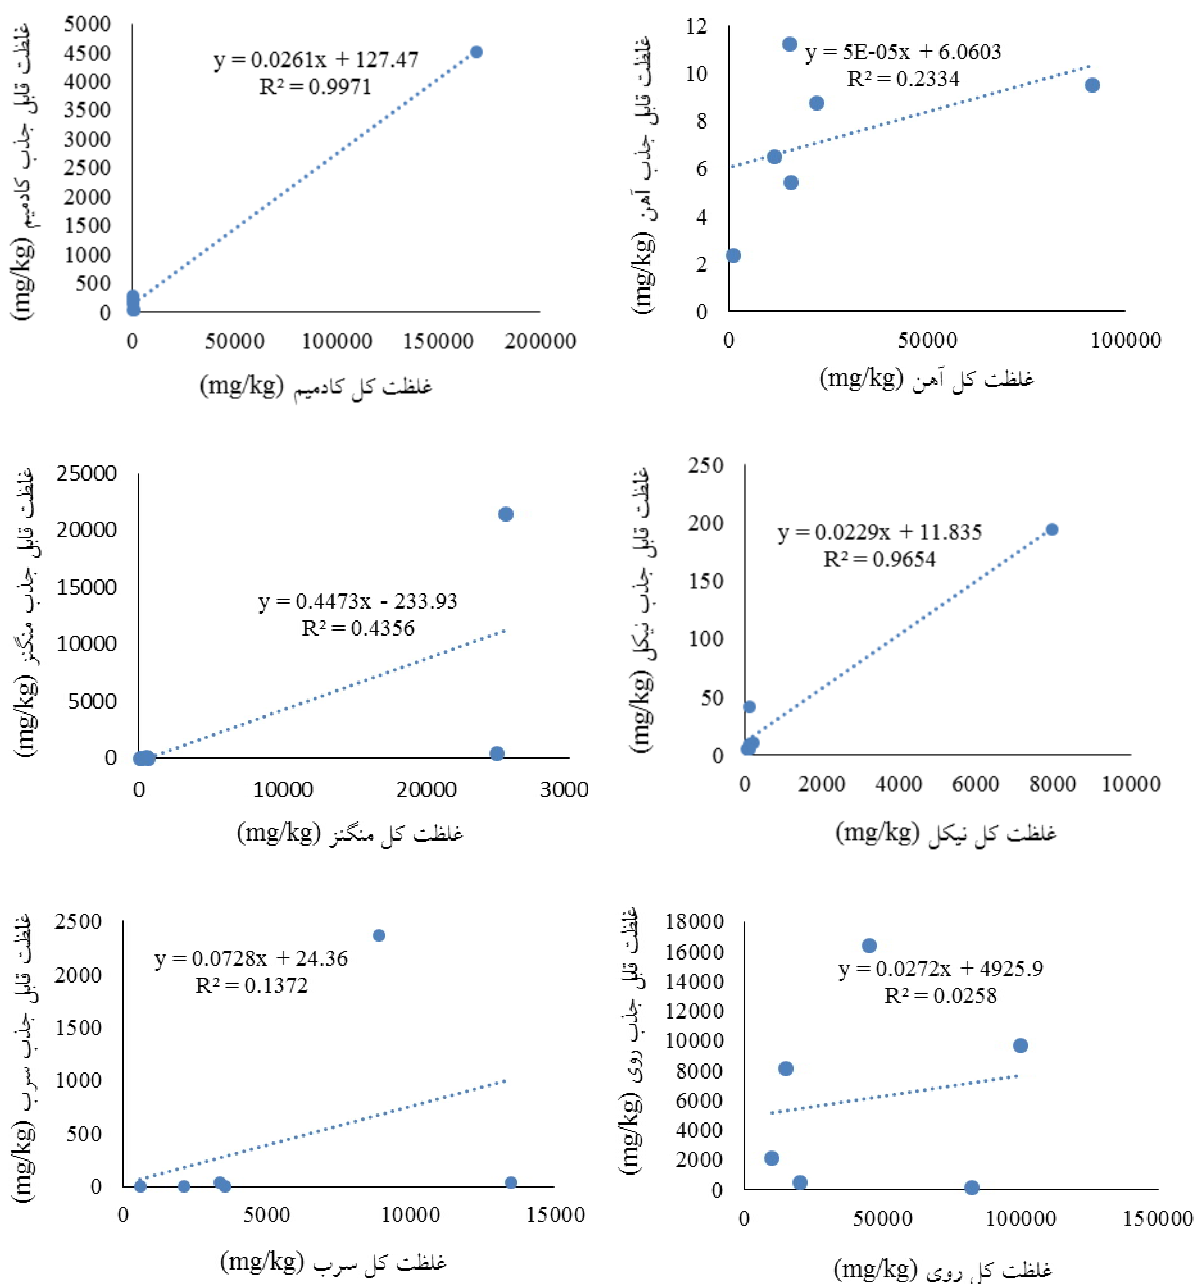 غلظت قابل جذب کادمیم (mg/kg)
5000
4500
4000
3500
3000
2500
2000
1500
1000
500
0
y = 0.0261x + 127.47
R² = 0.9971
0 50000 100000 150000 200000
غلظت کل کادمیم (mg/kg)
غلظت قابل جذب آهن (mg/kg)
12
10
8
6
4
2
0
y = 5E-05x + 6.0603
R² = 0.2334
0 50000 100000
غلظت کل آهن (mg/kg)
غلظت قابل جذب منگنز (mg/kg)
25000
20000
15000
10000
5000
0
y = 0.4473x - 233.93
R² = 0.4356
0 10000 20000 3000
غلظت کل منگنز (mg/kg)
غلظت قابل جذب نیکل (mg/kg)
250
200
150
100
50
0
y = 0.0229x + 11.835
R² = 0.9654
0 2000 4000 6000 8000 10000
غلظت کل نیکل (mg/kg)
غلظت قابل جذب سرب (mg/kg)
2500
2000
1500
1000
500
0
y = 0.0728x + 24.36
R² = 0.1372
0 5000 10000 15000
غلظت کل سرب (mg/kg)
غلظت قابل جذب روی (mg/kg)
18000
16000
14000
12000
10000
8000
6000
4000
2000
0
y = 0.0272x + 4925.9
R² = 0.0258
0 50000 100000 150000
غلظت کل روی (mg/kg)